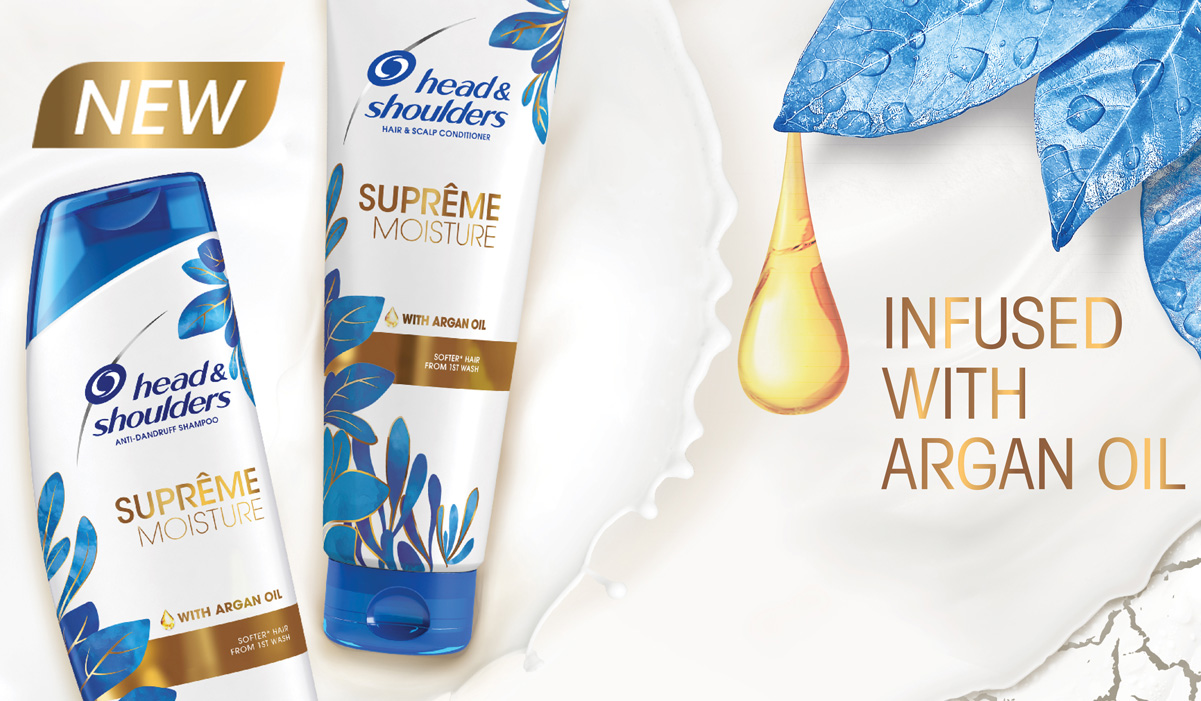 NEW
head &
shoulders
ANTI-DANDRUFF SHAMPOO
SUPRÊME
MOISTURE
WITH ARGAN OIL
SOFTER* HAIR
FROM 1ST WASH
head &
shoulders
HAIR & SCALP CONDITIONER
SUPRÊME
MOISTURE
WITH ARGAN OIL
SOFTER* HAIR
FROM 1ST WASH
INFUSED
WITH
ARGAN OIL